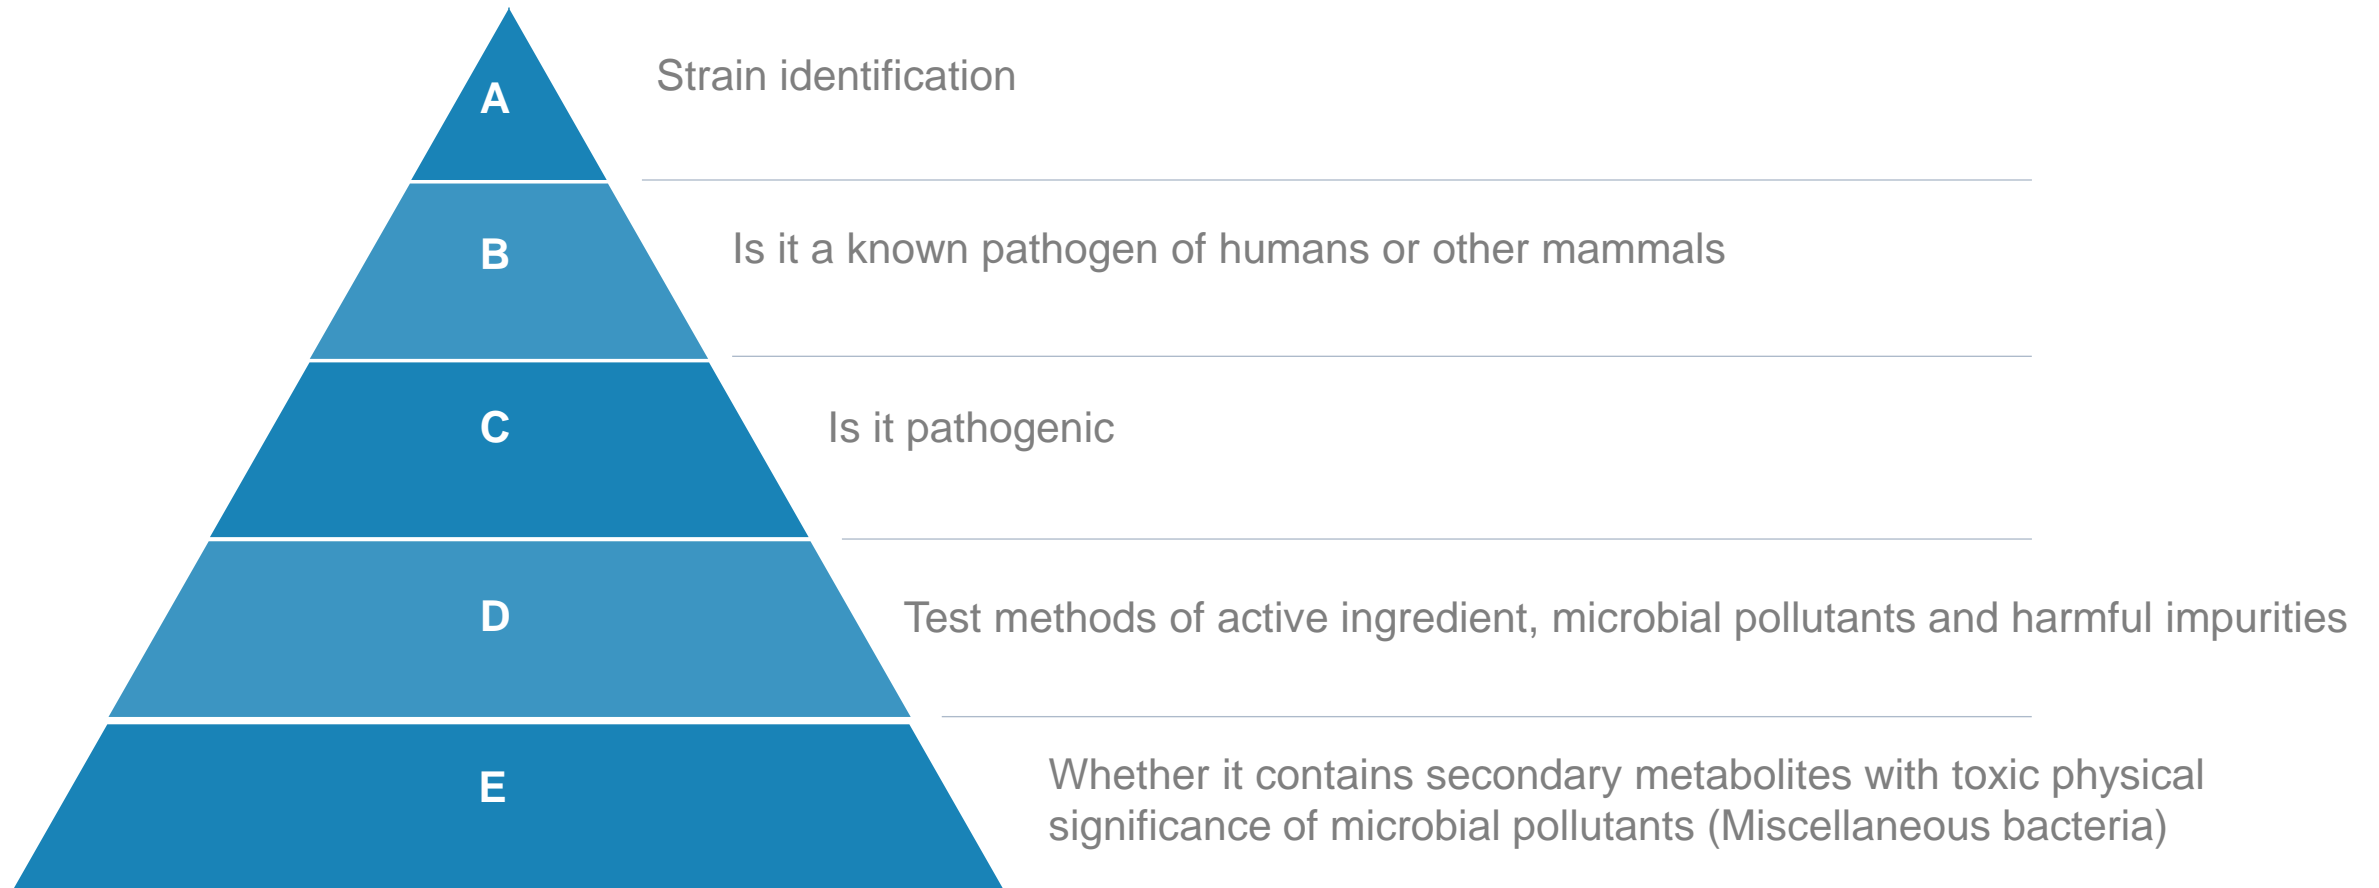 A
Strain identification
B
Is it a known pathogen of humans or other mammals
C
Is it pathogenic
D
Test methods of active ingredient, microbial pollutants and harmful impurities
E
Whether it contains secondary metabolites with toxic physical
significance of microbial pollutants (Miscellaneous bacteria)